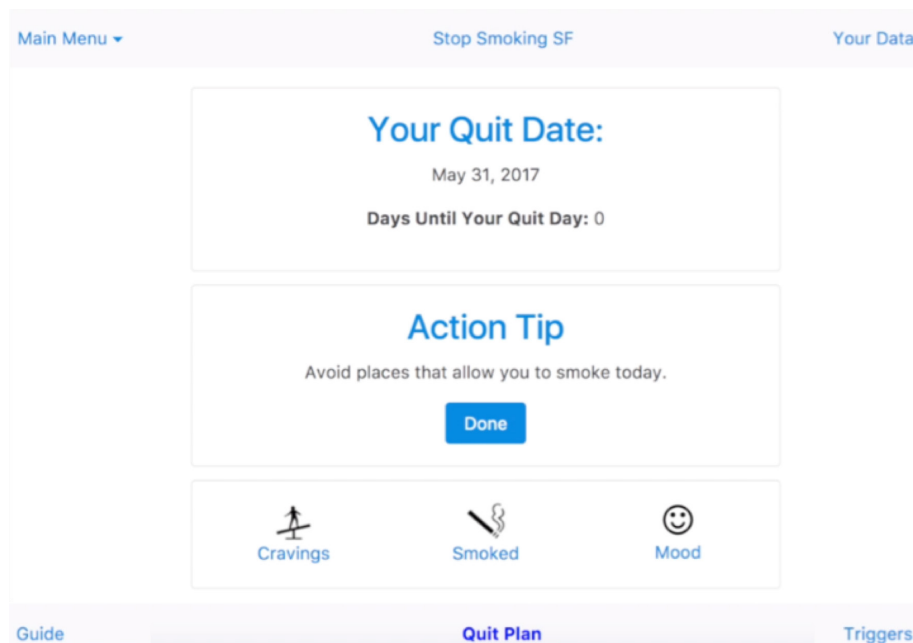 Main Menu Stop Smoking SF Your Data
Your Quit Date:
May 31, 2017
Days Until Your Quit Day: 0
Action Tip
Avoid places that allow you to smoke today.
Done
Cravings Smoked Mood
Guide Quit Plan Triggers